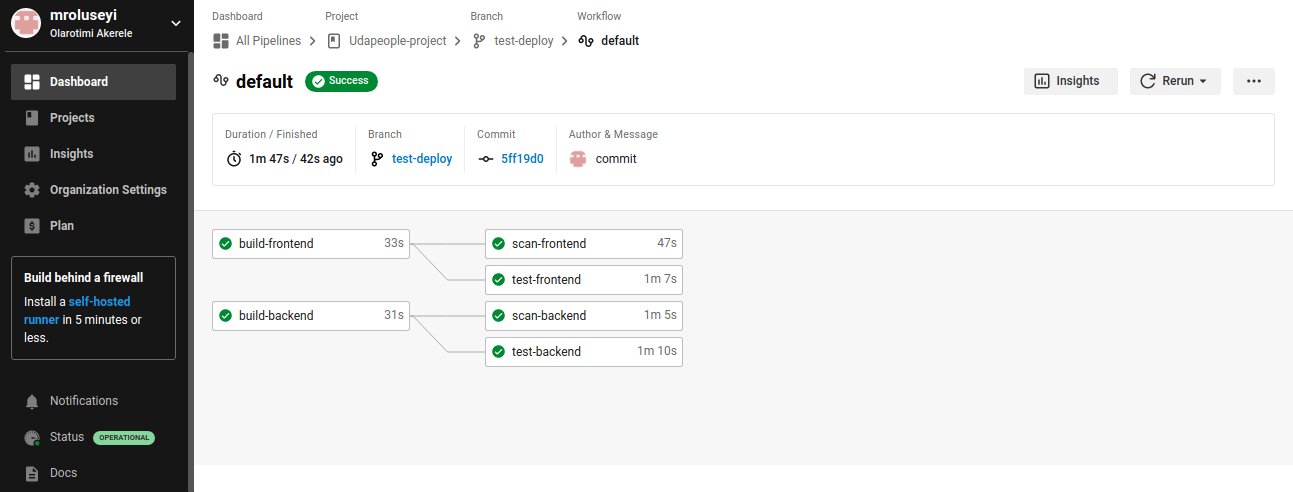 mroluseyi
Olarotimi Akerele
Dashboard
Projects
Insights
Organization Settings
Plan
Build behind a firewall
Install a self-hosted
runner in 5 minutes or
less.
Notifications
Status OPERATIONAL
Docs
Dashboard Project Branch Workflow
All Pipelines Udapeople-project test-deploy default
default Success Insights Rerun
Duration / Finished Branch Commit Author & Message
1m 47s / 42s ago test-deploy 5ff19d0 commit
build-frontend 33s scan-frontend 47s
test-frontend 1m 7s
build-backend 31s scan-backend 1m 5s
test-backend 1m 10s